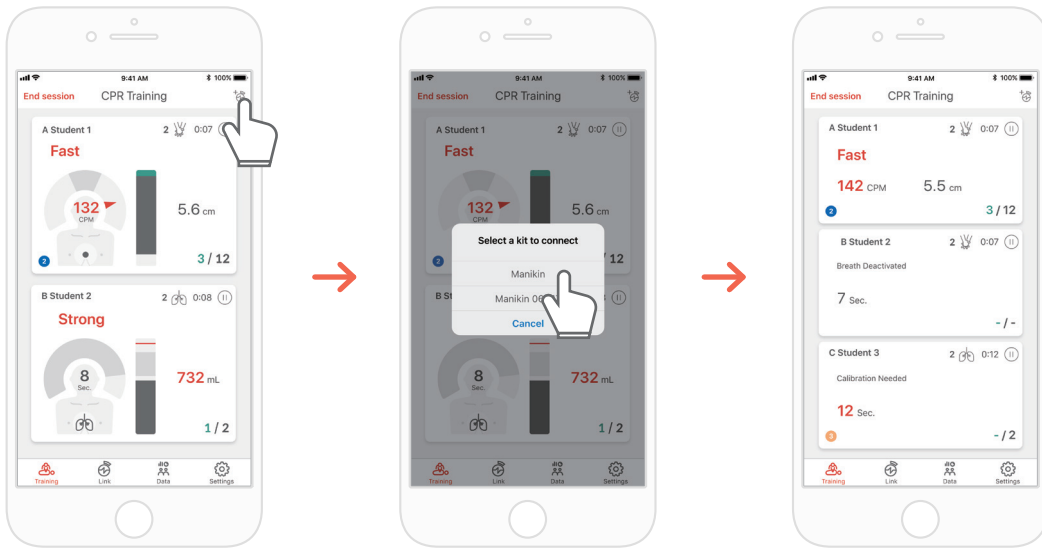 9:41 AM 100%
End session CPR Training
A Student 1 2 0:07
Fast
132
CPM
5.6 cm
2
3 / 12
B Student 2 2 0:08
Strong
8
Sec.
732 mL
1 / 2
Training Link Data Settings
9:41 AM 100%
End session CPR Training
A Student 1 2 0:07
Fast
132
CPM
5.6 cm
Select a kit to connect
2
12
Manikin
B St
Manikin 06
Cancel
8
Sec.
732 mL
1 / 2
Training Link Data Settings
9:41 AM 100%
End session CPR Training
A Student 1 2 0:07
Fast
142 CPM 5.5 cm
2 3 / 12
B Student 2 2 0:07
Breath Deactivated
7 Sec.
- / -
C Student 3 2 0:12
Calibration Needed
12 Sec.
3 - / 2
Training Link Data Settings